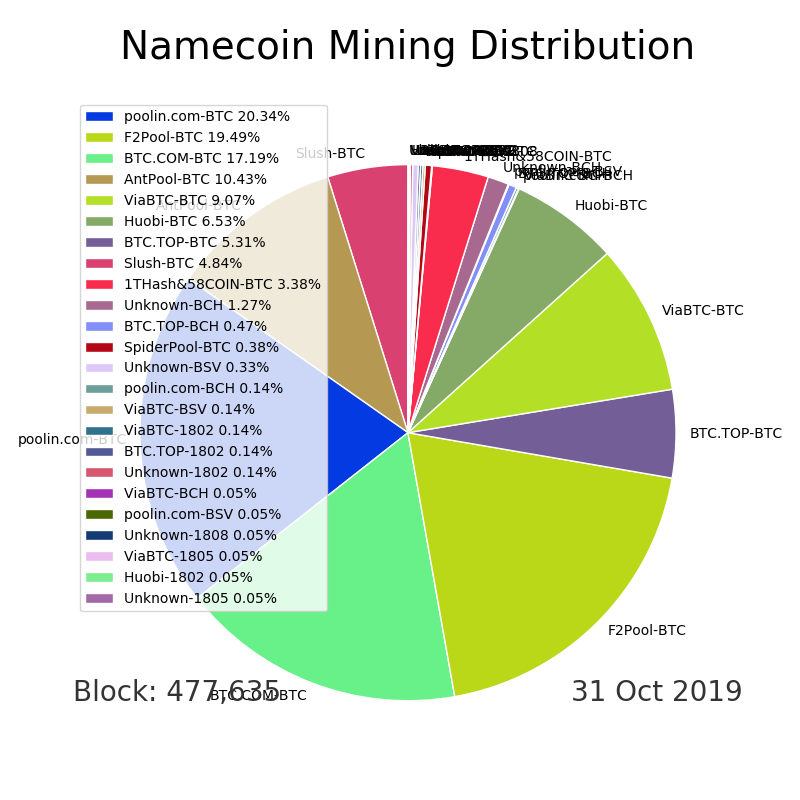 Namecoin Mining Distribution
poolin.com-BTC 20.34%
F2Pool-BTC 19.49%
BTC.COM-BTC 17.19%
AntPool-BTC 10.43%
ViaBTC-BTC 9.07%
Huobi-BTC 6.53%
BTC.TOP-BTC 5.31%
Slush-BTC 4.84%
1THash&58COIN-BTC 3.38%
Unknown-BCH 1.27%
BTC.TOP-BCH 0.47%
SpiderPool-BTC 0.38%
Unknown-BSV 0.33%
poolin.com-BCH 0.14%
ViaBTC-BSV 0.14%
ViaBTC-1802 0.14%
BTC.TOP-1802 0.14%
Unknown-1802 0.14%
ViaBTC-BCH 0.05%
poolin.com-BSV 0.05%
Unknown-1808 0.05%
ViaBTC-1805 0.05%
Huobi-1802 0.05%
Unknown-1805 0.05%
Slush-BTC
AntPool-BTC
poolin.com-BTC
BTC.COM-BTC
F2Pool-BTC
BTC.TOP-BTC
ViaBTC-BTC
Huobi-BTC
Unknown-BCH
1THash&58COIN-BTC
Block: 477,635
31 Oct 2019